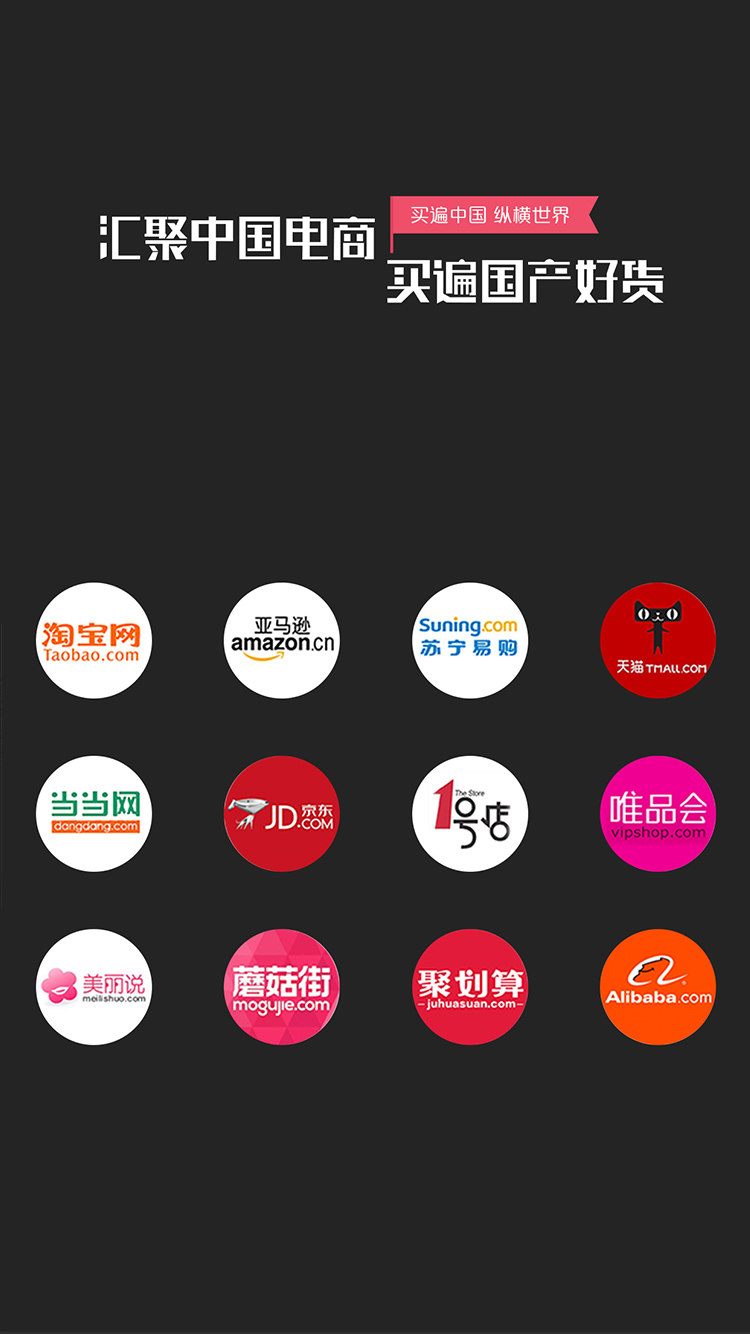 汇聚中国电商
买遍中国 纵横世界
买遍国产好货
淘宝网
Taobao.com
亚马逊
amazon.cn
Suning.com
苏宁易购
天猫 TMALL.COM
当当网
dangdang.com
JD 京东
.COM
The Store
1号店
唯品会
vipshop.com
美丽说
meilishuo.com
蘑菇街
mogujie.com
聚划算
juhuasuan.com
Alibaba.com